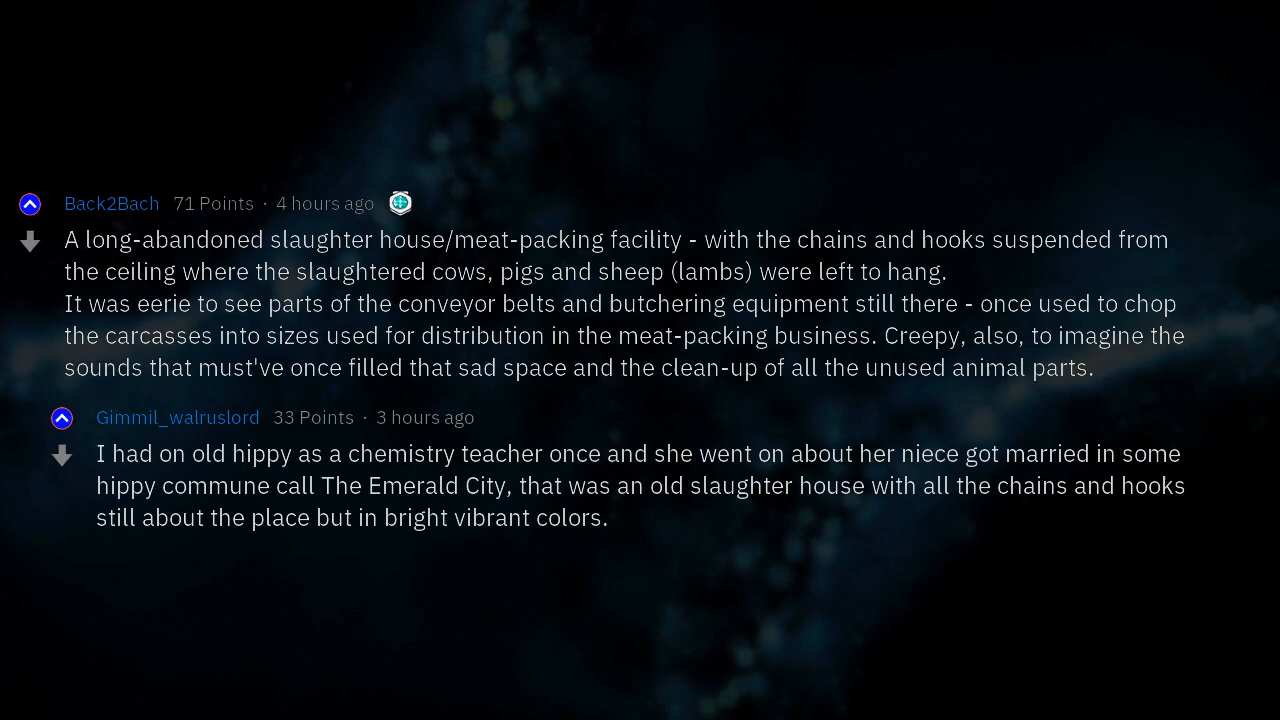 Back2Bach 71 Points · 4 hours ago
A long-abandoned slaughter house/meat-packing facility - with the chains and hooks suspended from
the ceiling where the slaughtered cows, pigs and sheep (lambs) were left to hang.
It was eerie to see parts of the conveyor belts and butchering equipment still there - once used to chop
the carcasses into sizes used for distribution in the meat-packing business. Creepy, also, to imagine the
sounds that must've once filled that sad space and the clean-up of all the unused animal parts.
Gimmil_walruslord 33 Points · 3 hours ago
I had on old hippy as a chemistry teacher once and she went on about her niece got married in some
hippy commune call The Emerald City, that was an old slaughter house with all the chains and hooks
still about the place but in bright vibrant colors.